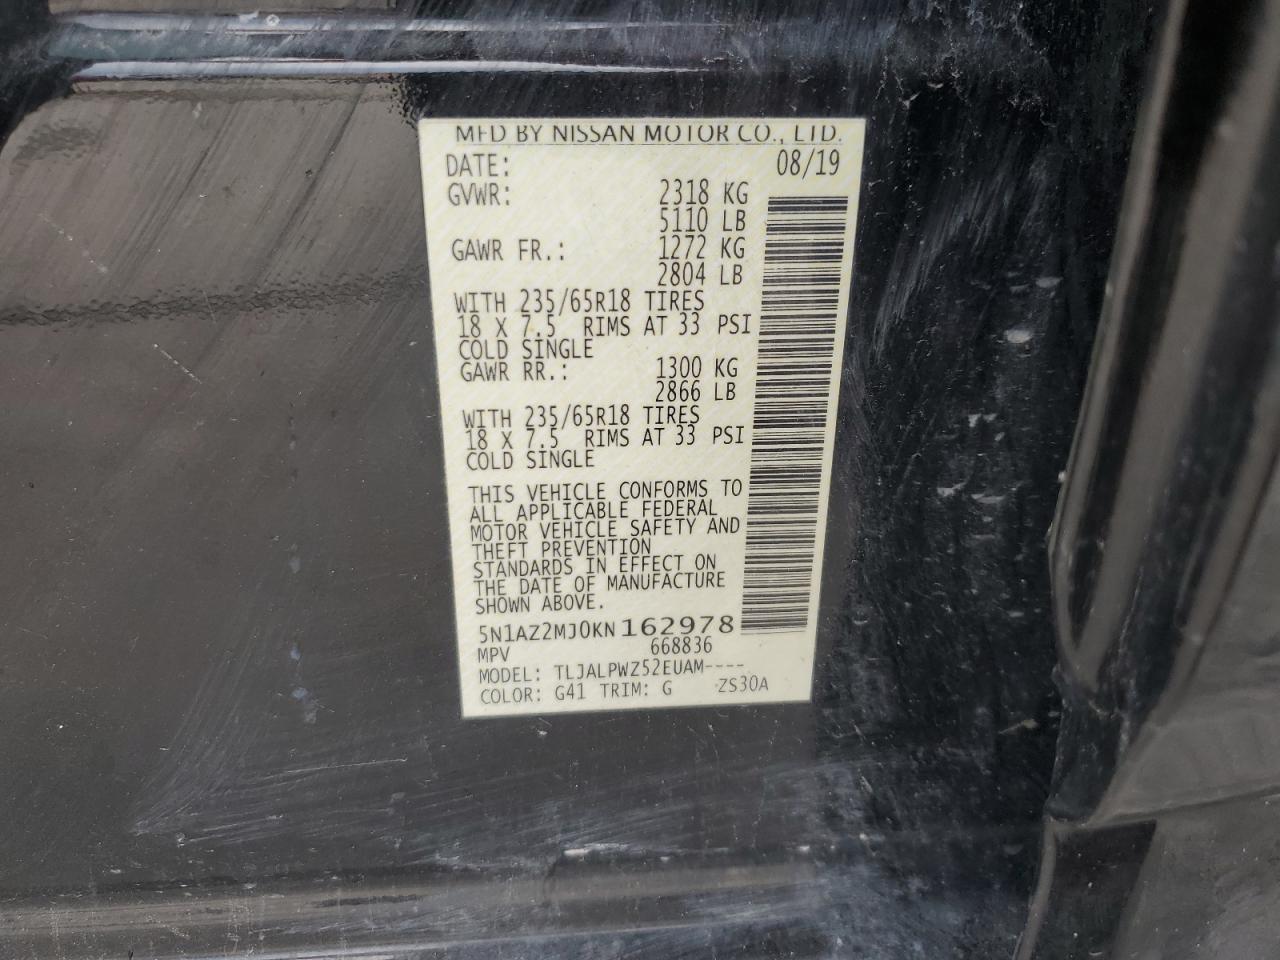 MFD BY NISSAN MOTOR CO., LTD.
DATE: 08/19
GVWR: 2318 KG
5110 LB
GAWR FR.: 1272 KG
2804 LB
WITH 235/65R18 TIRES
18 X 7.5 RIMS AT 33 PSI
COLD SINGLE
GAWR RR.: 1300 KG
2866 LB
WITH 235/65R18 TIRES
18 X 7.5 RIMS AT 33 PSI
COLD SINGLE
THIS VEHICLE CONFORMS TO
ALL APPLICABLE FEDERAL
MOTOR VEHICLE SAFETY AND
THEFT PREVENTION
STANDARDS IN EFFECT ON
THE DATE OF MANUFACTURE
SHOWN ABOVE.
5N1AZ2MJ0KN162978
MPV 668836
MODEL: TLJALPWZ52EUAM----
COLOR: G41 TRIM: G ZS30A